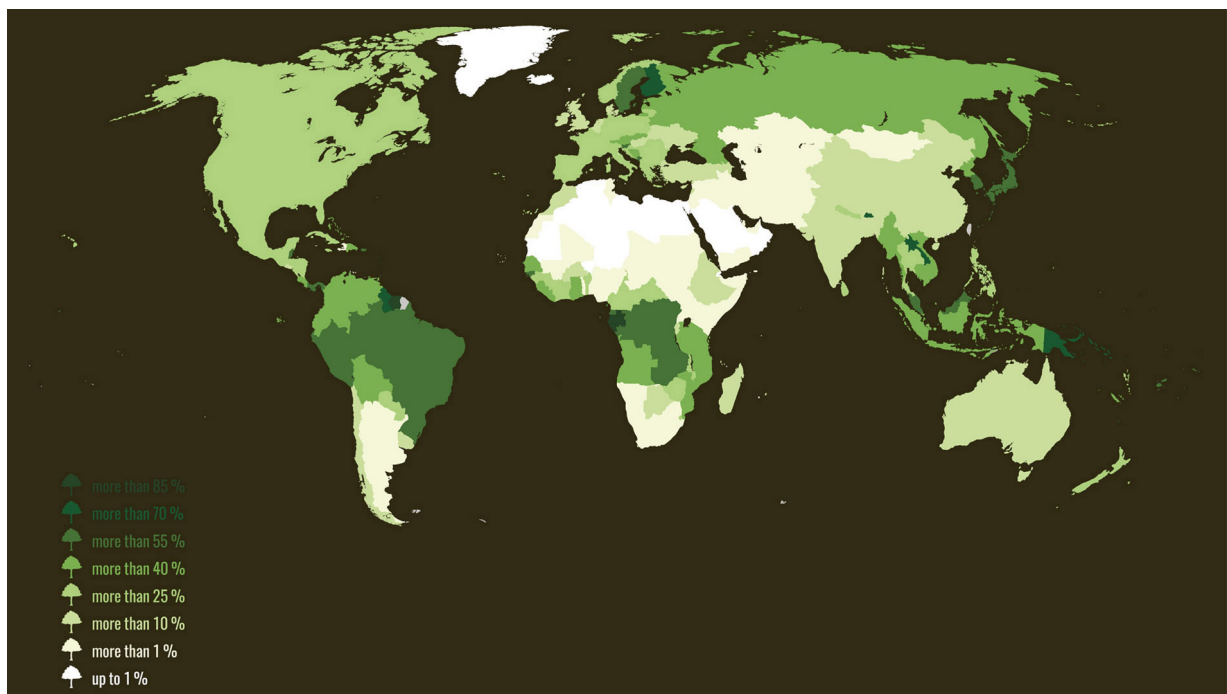 more than 85 %
more than 70 %
more than 55 %
more than 40 %
more than 25 %
more than 10 %
more than 1 %
up to 1 %